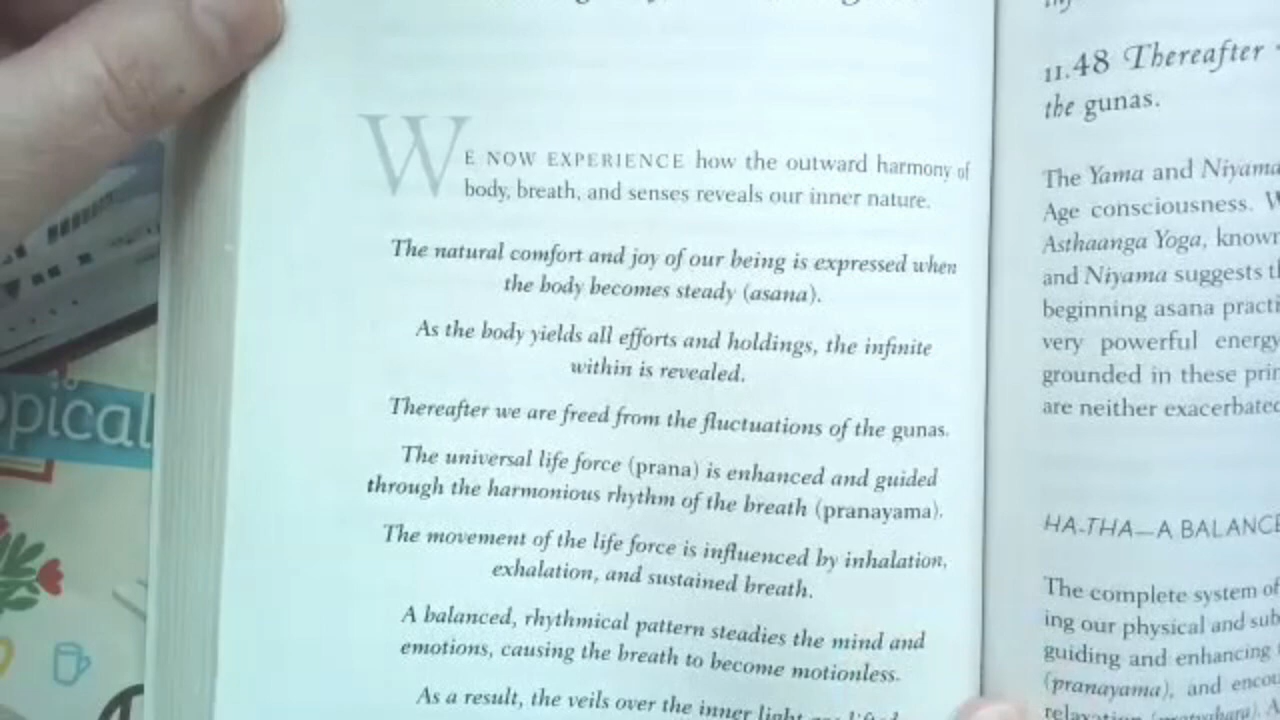 WE NOW EXPERIENCE how the outward harmony of
body, breath, and senses reveals our inner nature.
The natural comfort and joy of our being is expressed when
the body becomes steady (asana).
As the body yields all efforts and holdings, the infinite
within is revealed.
Thereafter we are freed from the fluctuations of the gunas.
The universal life force (prana) is enhanced and guided
through the harmonious rhythm of the breath (pranayama).
The movement of the life force is influenced by inhalation,
exhalation, and sustained breath.
A balanced, rhythmical pattern steadies the mind and
emotions, causing the breath to become motionless.
As a result, the veils over the inner light are lifted
11.48 Thereafter
the gunas.
The Yama and Niyama
Age consciousness.
Asthaanga Yoga, known
and Niyama suggests
beginning asana
very powerful energy
grounded in these
are neither exacerbated
HA-THA—A BALANCE
The complete system of
ing our physical and
guiding and enhancing
(pranayama), and
opical